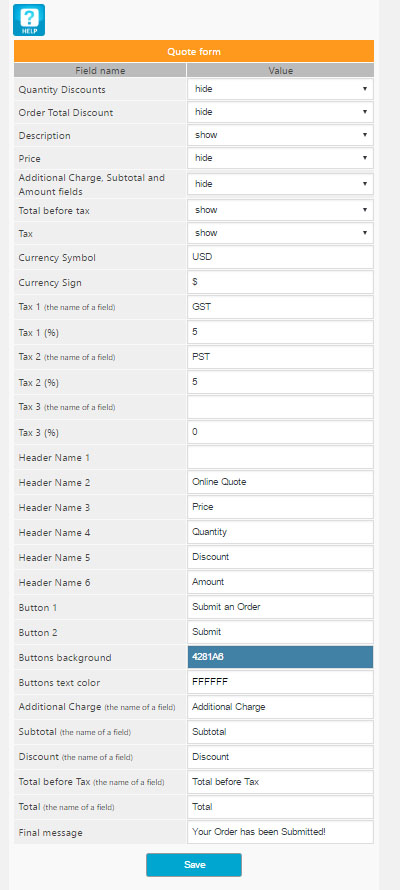 ?
HELP
Quote form
Field name Value
Quantity Discounts hide
Order Total Discount hide
Description show
Price hide
Additional Charge, Subtotal and
Amount fields hide
Total before tax show
Tax show
Currency Symbol USD
Currency Sign $
Tax 1 (the name of a field) GST
Tax 1 (%) 5
Tax 2 (the name of a field) PST
Tax 2 (%) 5
Tax 3 (the name of a field)
Tax 3 (%) 0
Header Name 1
Header Name 2 Online Quote
Header Name 3 Price
Header Name 4 Quantity
Header Name 5 Discount
Header Name 6 Amount
Button 1 Submit an Order
Button 2 Submit
Buttons background 4281A6
Buttons text color FFFFFF
Additional Charge (the name of a field) Additional Charge
Subtotal (the name of a field) Subtotal
Discount (the name of a field) Discount
Total before Tax (the name of a field) Total before Tax
Total (the name of a field) Total
Final message Your Order has been Submitted!
Save